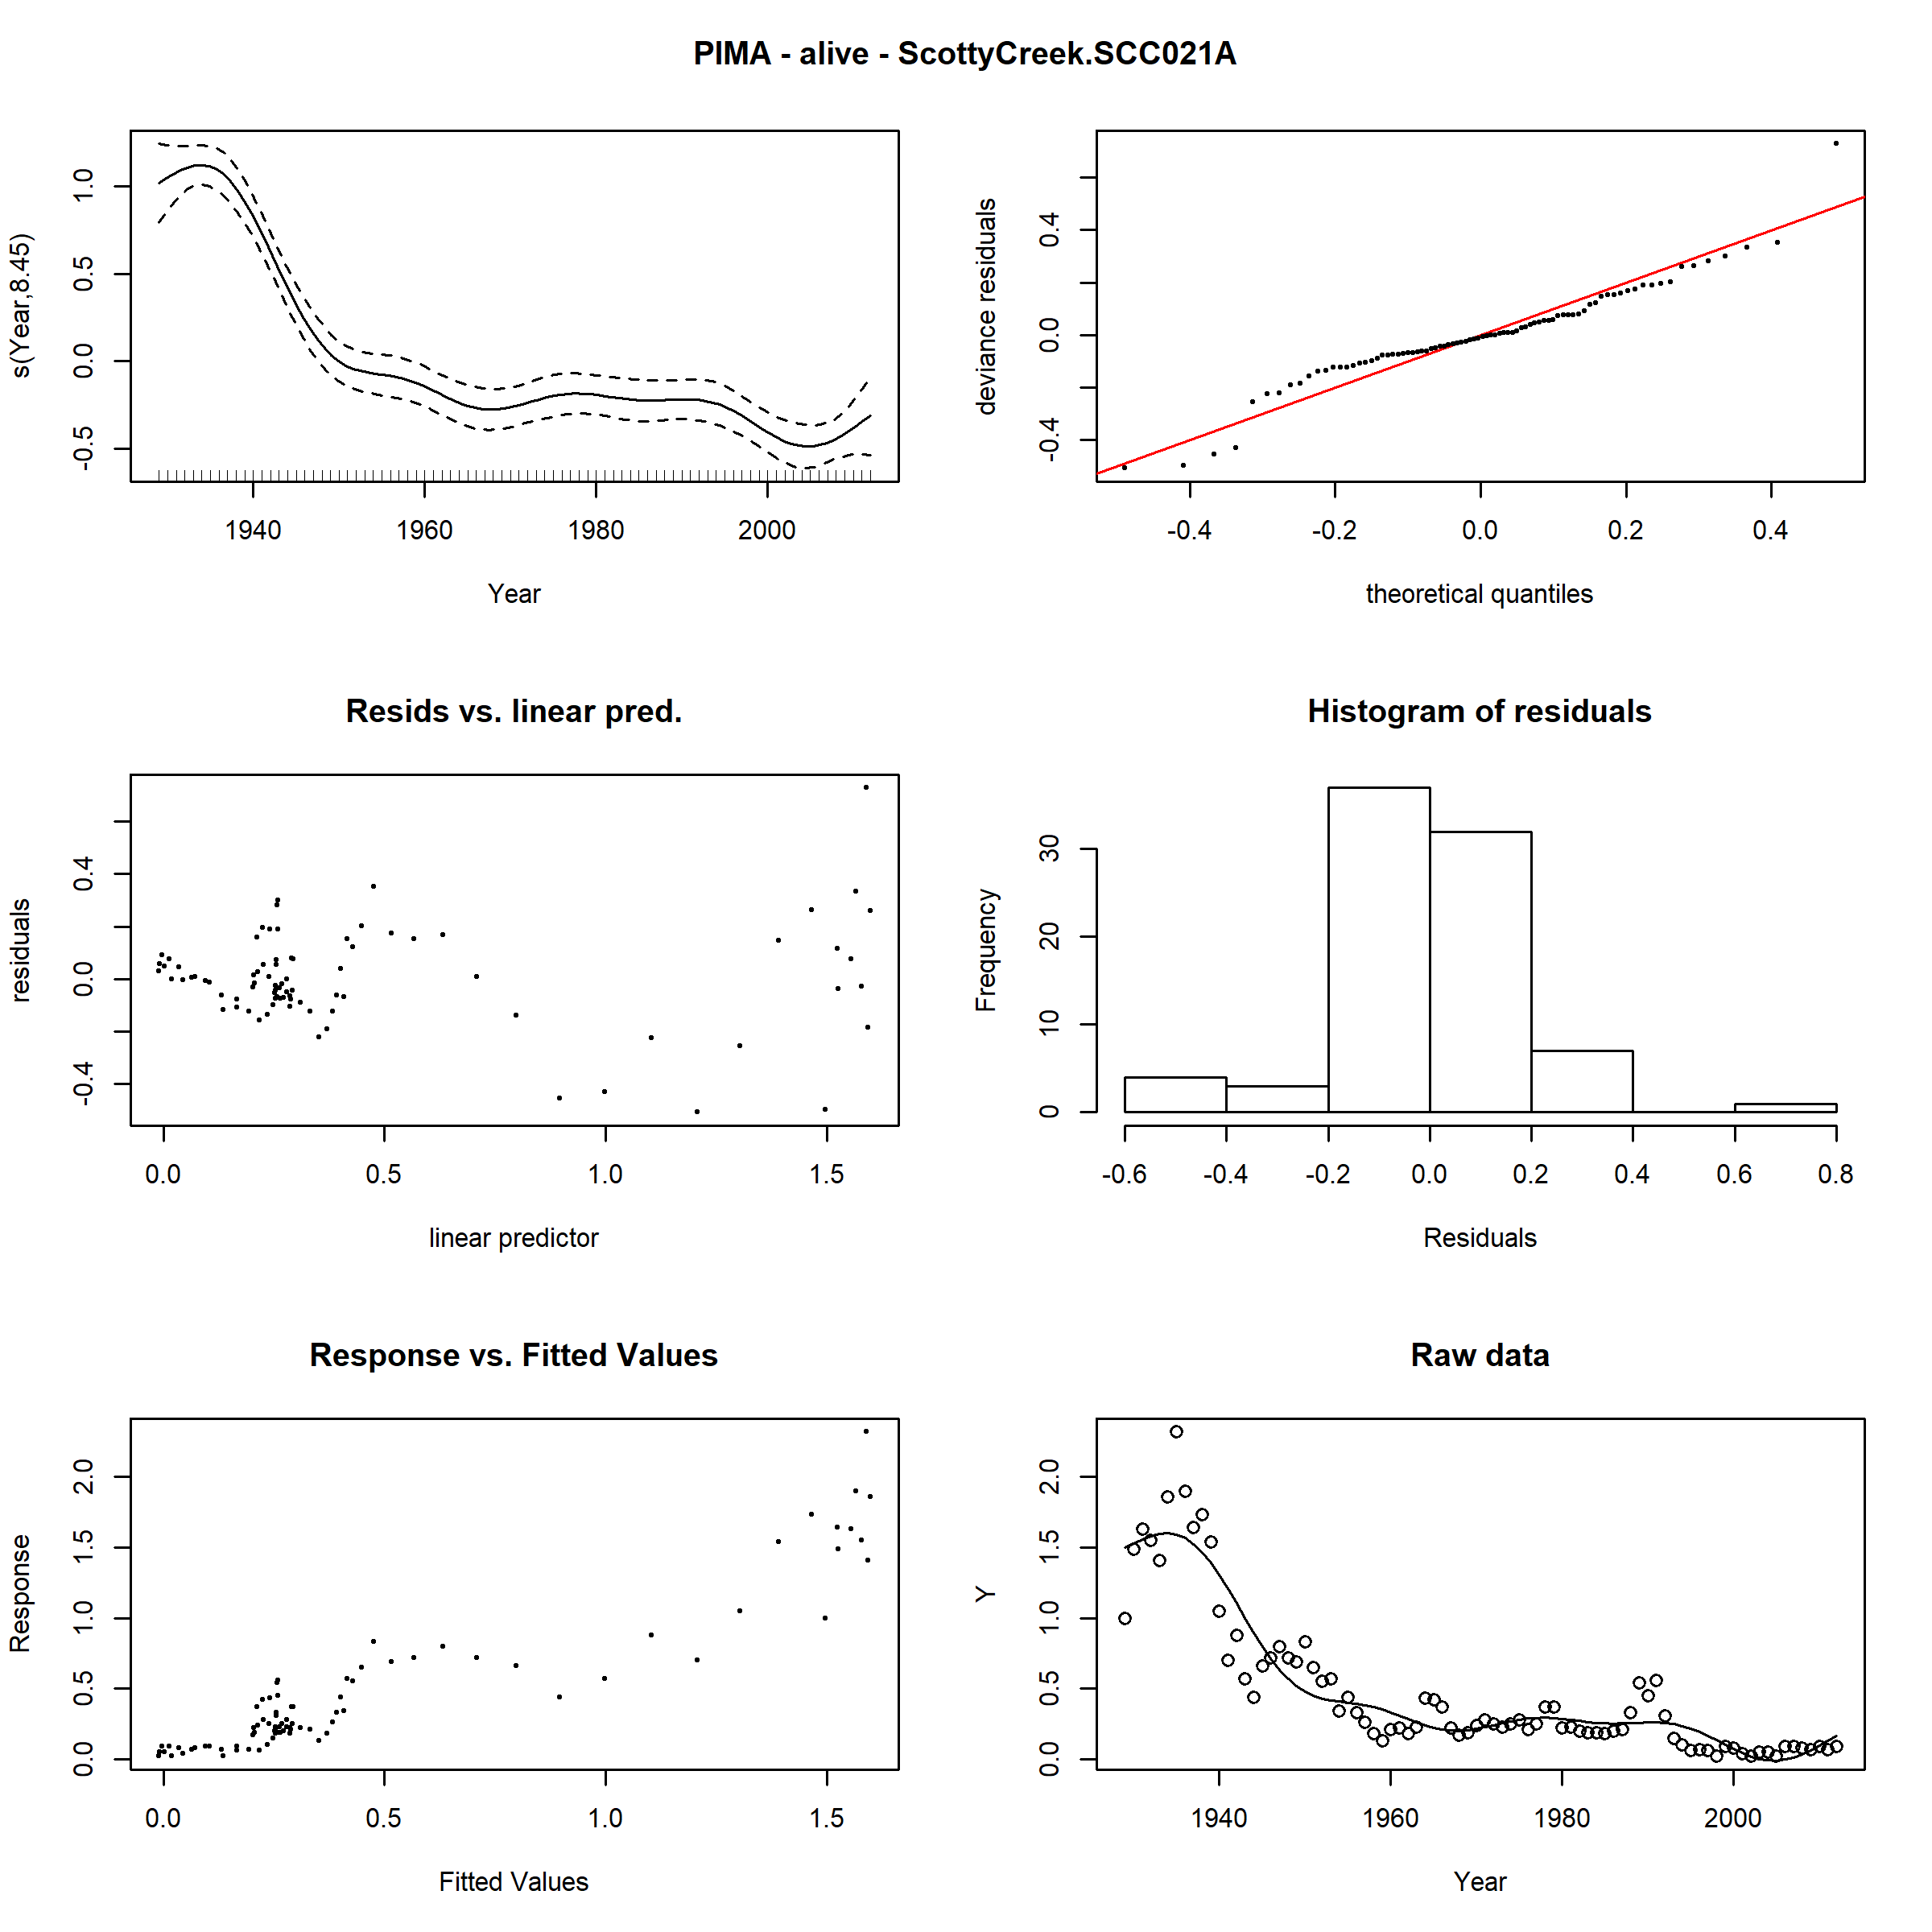 PIMA - alive - ScottyCreek.SCC021A
s(Year,8.45)
1.0
0.5
0.0
-0.5
1940 1960 1980 2000
Year
deviance residuals
0.4
0.0
-0.4
-0.4 -0.2 0.0 0.2 0.4
theoretical quantiles
Resids vs. linear pred.
residuals
0.4
0.0
-0.4
0.0 0.5 1.0 1.5
linear predictor
Histogram of residuals
Frequency
30
20
10
0
-0.6 -0.4 -0.2 0.0 0.2 0.4 0.6 0.8
Residuals
Response vs. Fitted Values
Response
2.0
1.5
1.0
0.5
0.0
0.0 0.5 1.0 1.5
Fitted Values
Raw data
Y
2.0
1.5
1.0
0.5
0.0
1940 1960 1980 2000
Year